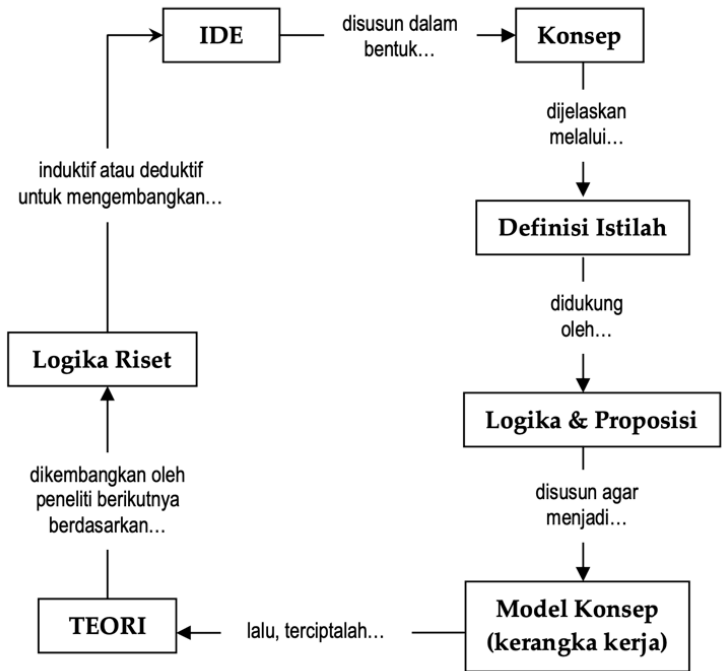 IDE
disusun dalam
bentuk...
Konsep
dijelaskan
melalui...
Definisi Istilah
didukung
oleh...
Logika & Proposisi
disusun agar
menjadi...
Model Konsep
(kerangka kerja)
lalu, terciptalah...
TEORI
dikembangkan oleh
peneliti berikutnya
berdasarkan...
Logika Riset
induktif atau deduktif
untuk mengembangkan...